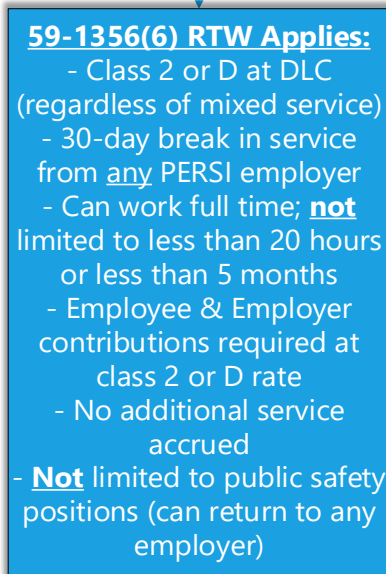 59-1356(6) RTW Applies:
- Class 2 or D at DLC
(regardless of mixed service)
- 30-day break in service
from any PERSI employer
- Can work full time; not
limited to less than 20 hours
or less than 5 months
- Employee & Employer
contributions required at
class 2 or D rate
- No additional service
accrued
- Not limited to public safety
positions (can return to any
employer)